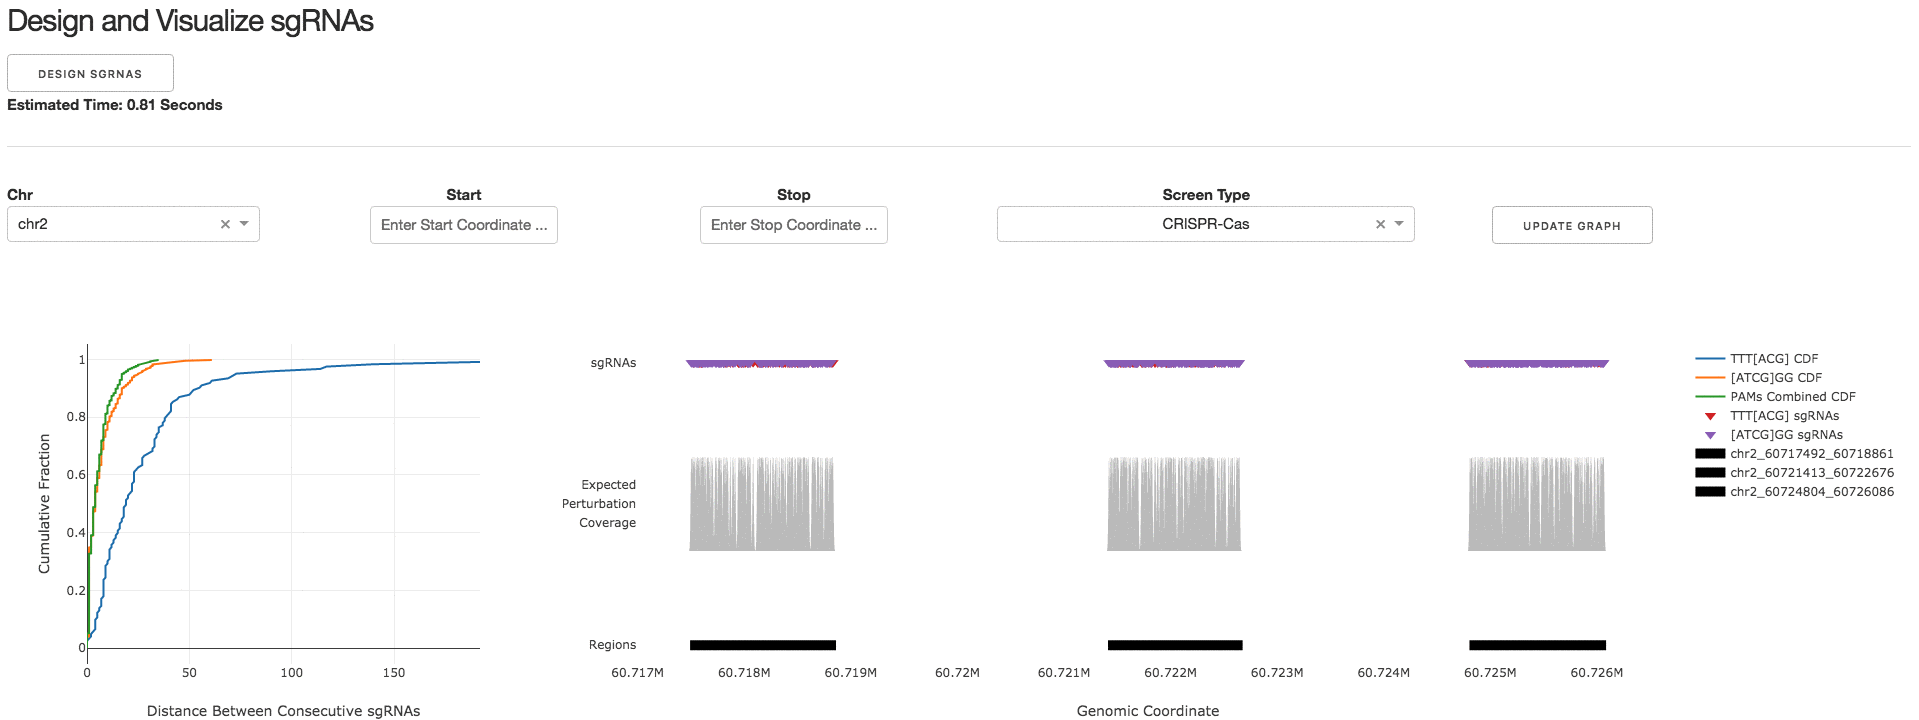 Design and Visualize sgRNAs
DESIGN SGRNAS
Estimated Time: 0.81 Seconds
Chr
Start
Stop
Screen Type
chr2
Enter Start Coordinate ...
Enter Stop Coordinate ...
CRISPR-Cas
UPDATE GRAPH
1
0.8
0.6
0.4
0.2
0
Cumulative Fraction
0
50
100
150
Distance Between Consecutive sgRNAs
sgRNAs
Expected
Perturbation
Coverage
Regions
60.717M
60.718M
60.719M
60.72M
60.721M
60.722M
60.723M
60.724M
60.725M
60.726M
Genomic Coordinate
TTT[ACG] CDF
[ATCG]GG CDF
PAMs Combined CDF
TTT[ACG] sgRNAs
[ATCG]GG sgRNAs
chr2_60717492_60718861
chr2_60721413_60722676
chr2_60724804_60726086